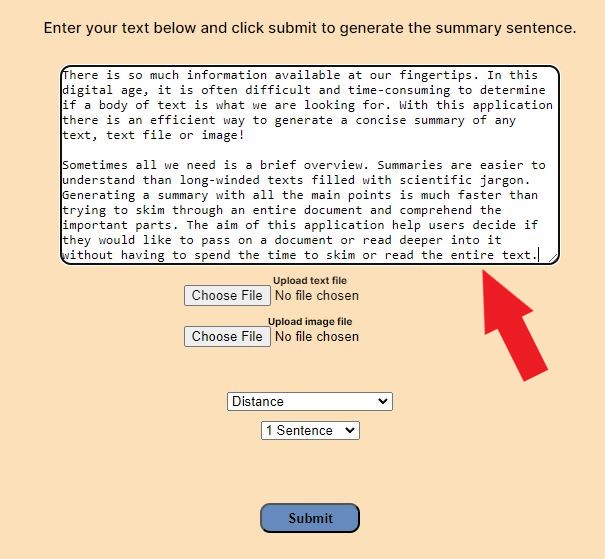 Enter your text below and click submit to generate the summary sentence.
There is so much information available at our fingertips. In this
digital age, it is often difficult and time-consuming to determine
if a body of text is what we are looking for. With this application
there is an efficient way to generate a concise summary of any
text, text file or image!
Sometimes all we need is a brief overview. Summaries are easier to
understand than long-winded texts filled with scientific jargon.
Generating a summary with all the main points is much faster than
trying to skim through an entire document and comprehend the
important parts. The aim of this application help users decide if
they would like to pass on a document or read deeper into it
without having to spend the time to skim or read the entire text.
Upload text file
Choose File No file chosen
Upload image file
Choose File No file chosen
Distance
1 Sentence
Submit